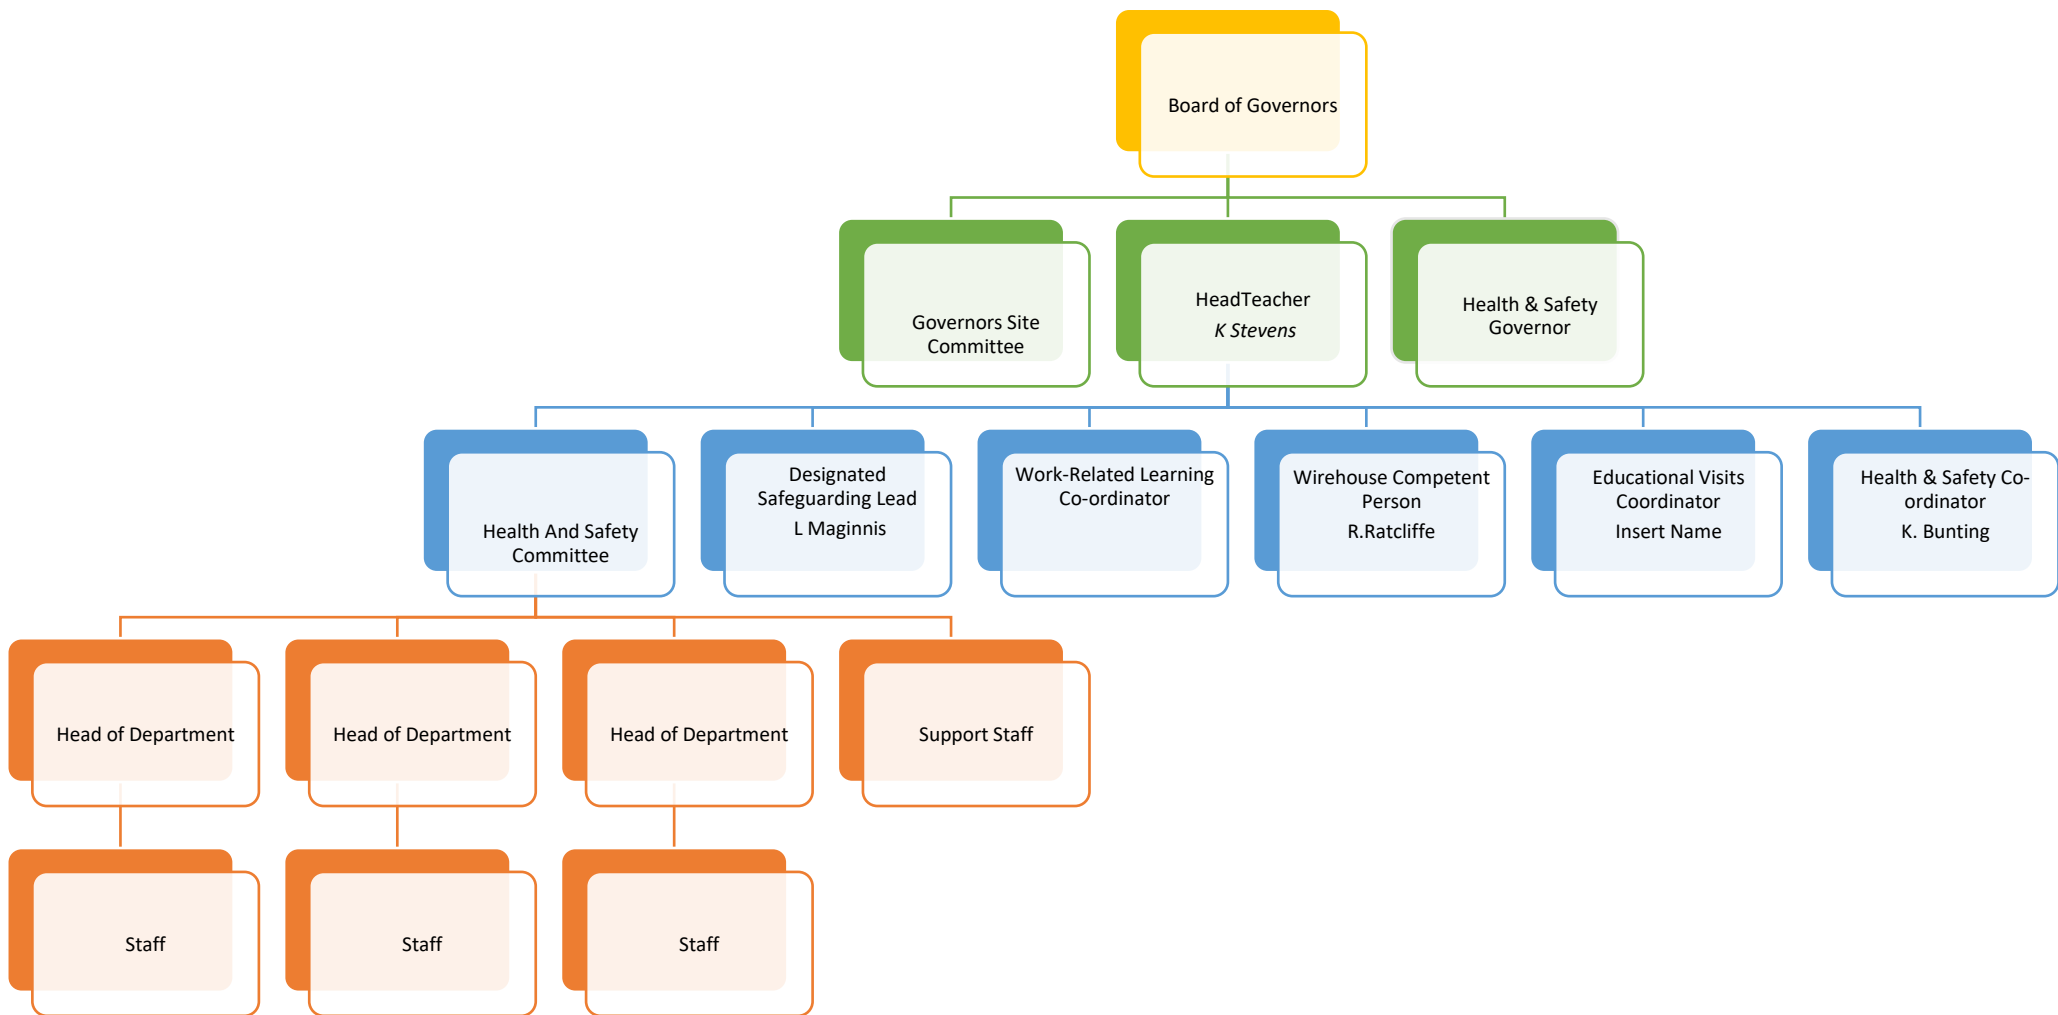 Board of Governors
Governors Site
Committee
HeadTeacher
K Stevens
Health & Safety
Governor
Health And Safety
Committee
Designated
Safeguarding Lead
L Maginnis
Work-Related Learning
Co-ordinator
Wirehouse Competent
Person
R.Ratcliffe
Educational Visits
Coordinator
Insert Name
Health & Safety Co-
ordinator
K. Bunting
Head of Department
Head of Department
Head of Department
Support Staff
Staff
Staff
Staff